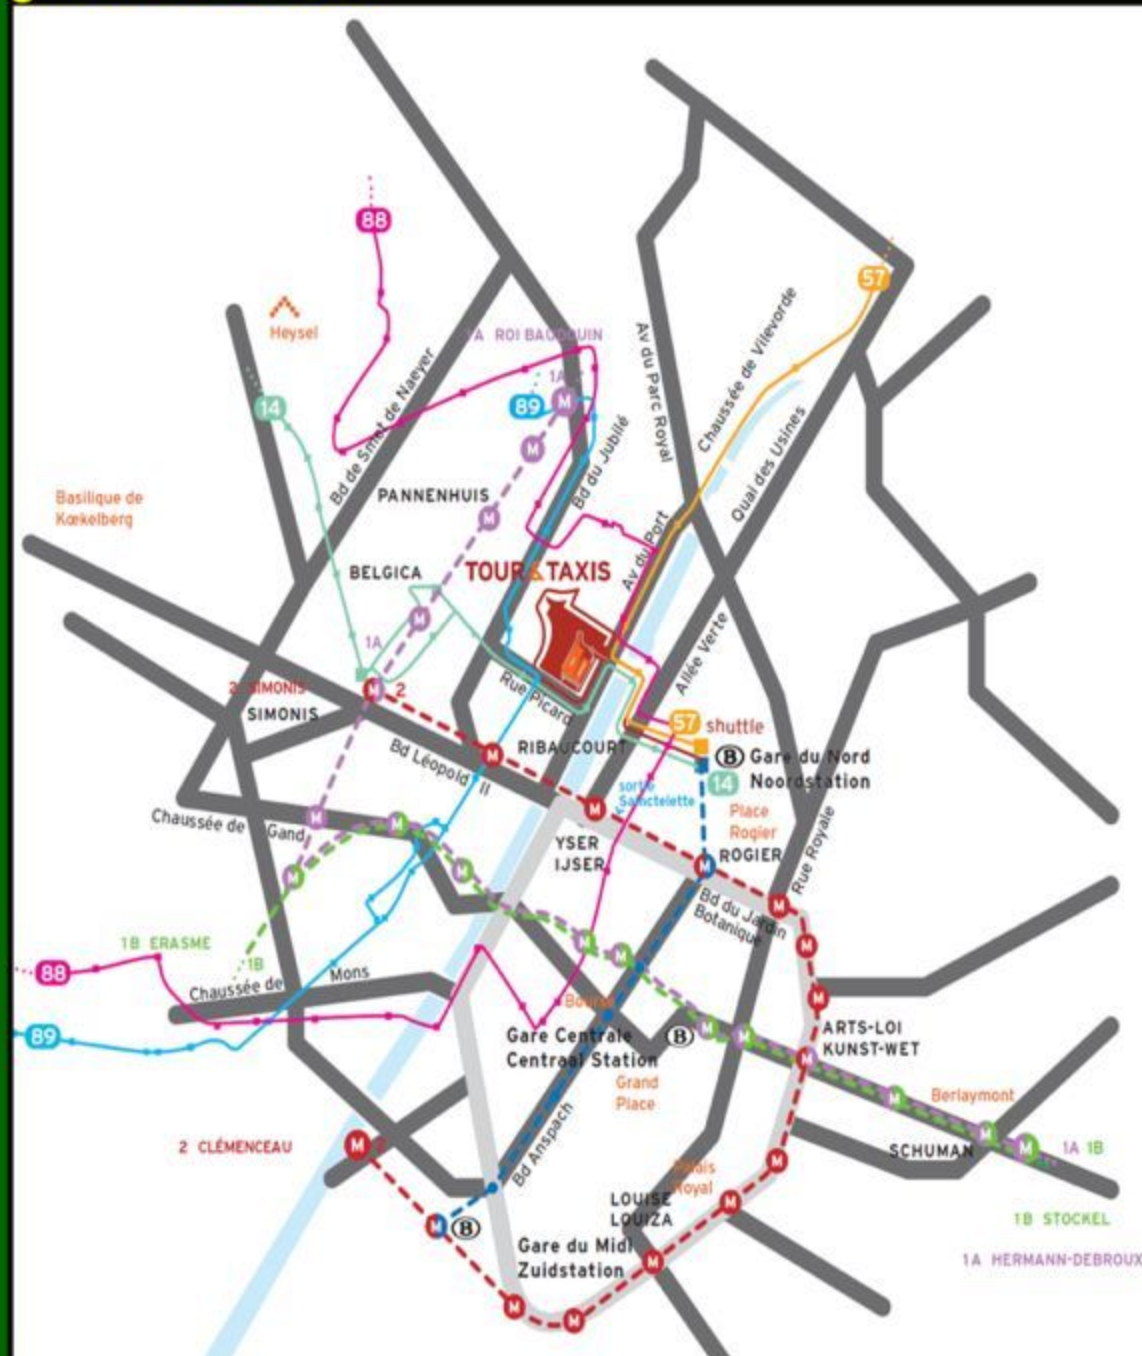 88
57
Heysel
1A ROI BAUDOUIN
1A
14
89
M
M
Av du Parc Royal
Chaussée de Vilevorde
Bd de Smet de Naeyer
Bd du Jubilé
Quai des Usines
Basilique de
Kœkelberg
PANNENHUIS
M
BELGICA
TOUR & TAXIS
Av du Port
M
1A
Allée Verte
2 SIMONIS
M 2
SIMONIS
Rue Picard
57 shuttle
RIBAUCOURT
M
B Gare du Nord
Noordstation
14
Bd Léopold II
sortie
Sainctelette
M
Place
Rogier
Chaussée de Gand
M
M
YSER
IJSER
ROGIER
M
Rue Royale
M
M
Bd du Jardin
Botanique
M
1B ERASME
1B
M
M
M
88
Chaussée de Mons
M
Bourse
89
Gare Centrale
Centraal Station
B
M
M
ARTS-LOI
KUNST-WET
M
Grand
Place
M
Berlaymont
2 CLÉMENCEAU
M
Bd Anspach
SCHUMAN
M
M
1A 1B
Palais
Royal
M
LOUISE
LOUIZA
M
M
B
1B STOCKEL
Gare du Midi
Zuidstation
M
1A HERMANN-DEBROUX
M
M